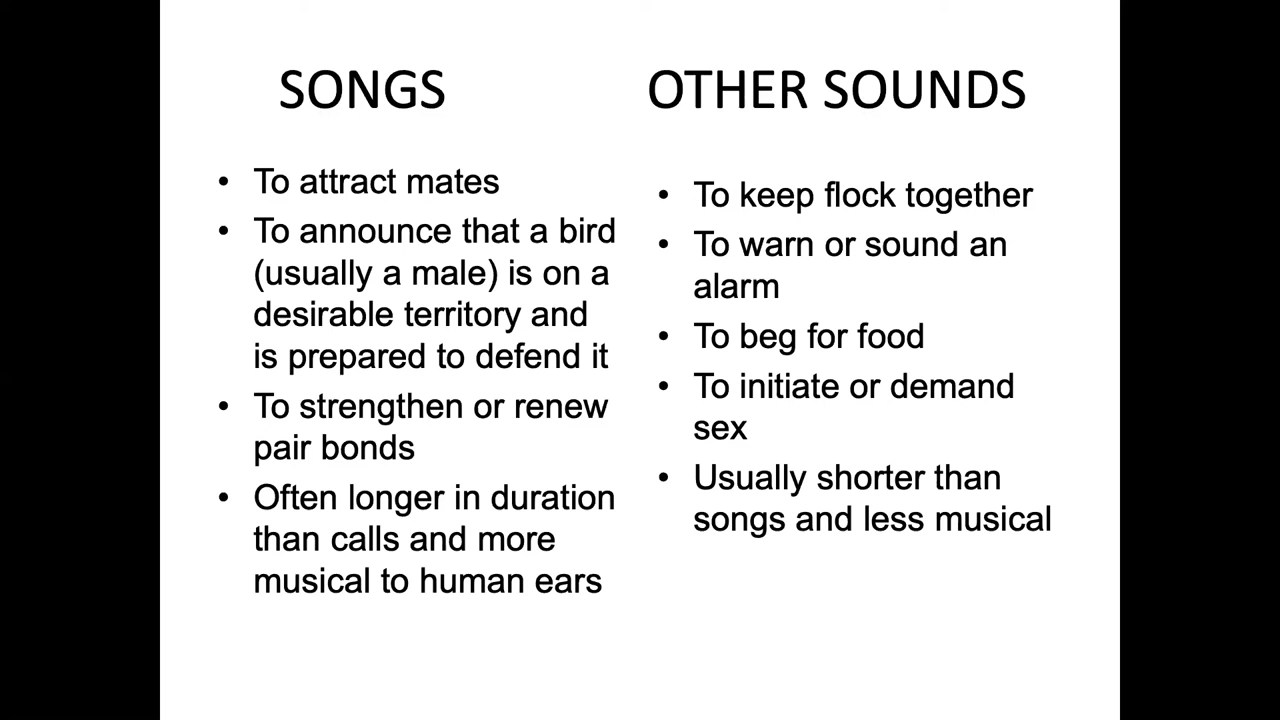 SONGS
• To attract mates
• To announce that a bird
(usually a male) is on a
desirable territory and
is prepared to defend it
• To strengthen or renew
pair bonds
• Often longer in duration
than calls and more
musical to human ears
OTHER SOUNDS
• To keep flock together
• To warn or sound an
alarm
• To beg for food
• To initiate or demand
sex
• Usually shorter than
songs and less musical